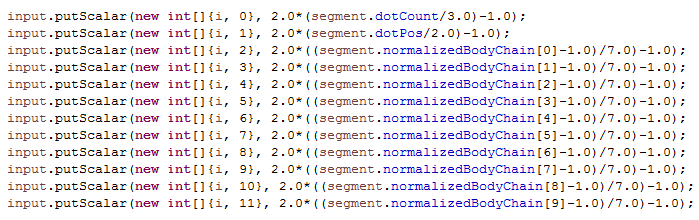 input.putScalar(new int[]{i, 0}, 2.0*(segment.dotCount/3.0)-1.0);
input.putScalar(new int[]{i, 1}, 2.0*(segment.dotPos/2.0)-1.0);
input.putScalar(new int[]{i, 2}, 2.0*((segment.normalizedBodyChain[0]-1.0)/7.0)-1.0);
input.putScalar(new int[]{i, 3}, 2.0*((segment.normalizedBodyChain[1]-1.0)/7.0)-1.0);
input.putScalar(new int[]{i, 4}, 2.0*((segment.normalizedBodyChain[2]-1.0)/7.0)-1.0);
input.putScalar(new int[]{i, 5}, 2.0*((segment.normalizedBodyChain[3]-1.0)/7.0)-1.0);
input.putScalar(new int[]{i, 6}, 2.0*((segment.normalizedBodyChain[4]-1.0)/7.0)-1.0);
input.putScalar(new int[]{i, 7}, 2.0*((segment.normalizedBodyChain[5]-1.0)/7.0)-1.0);
input.putScalar(new int[]{i, 8}, 2.0*((segment.normalizedBodyChain[6]-1.0)/7.0)-1.0);
input.putScalar(new int[]{i, 9}, 2.0*((segment.normalizedBodyChain[7]-1.0)/7.0)-1.0);
input.putScalar(new int[]{i, 10}, 2.0*((segment.normalizedBodyChain[8]-1.0)/7.0)-1.0);
input.putScalar(new int[]{i, 11}, 2.0*((segment.normalizedBodyChain[9]-1.0)/7.0)-1.0);